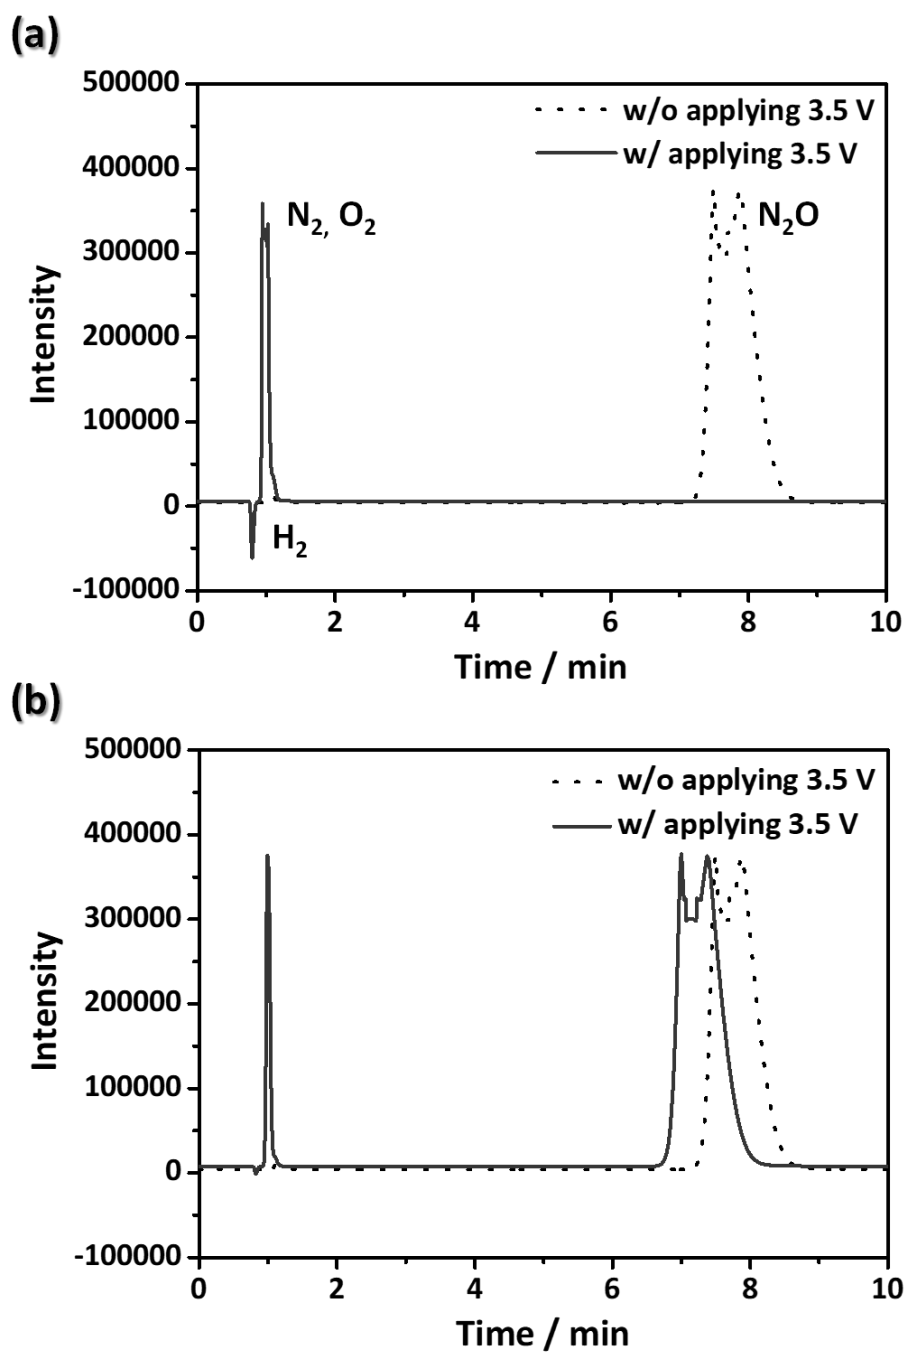 (a)
500000
400000
300000
200000
100000
0
-100000
Intensity
w/o applying 3.5 V
w/ applying 3.5 V
N2, O2
N2O
H2
0 2 4 6 8 10
Time / min
(b)
500000
400000
300000
200000
100000
0
-100000
Intensity
w/o applying 3.5 V
w/ applying 3.5 V
0 2 4 6 8 10
Time / min